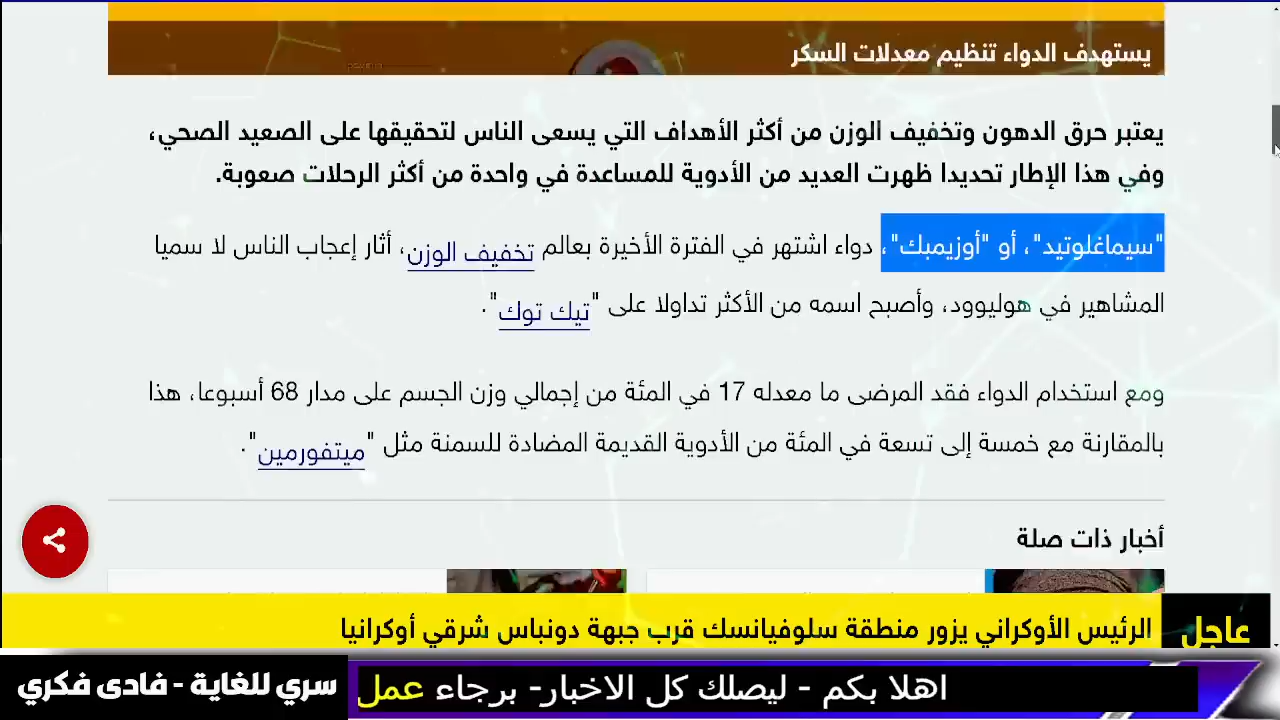 يستهدف الدواء تنظيم معدلات السكر
يعتبر حرق الدهون وتخفيف الوزن من أكثر الأهداف التي يسعى الناس لتحقيقها على الصعيد الصحي،
وفي هذا الإطار تحديدا ظهرت العديد من الأدوية للمساعدة في واحدة من أكثر الرحلات صعوبة.
"سيماغلوتيد"، أو "أوزيمبك"، دواء اشتهر في الفترة الأخيرة بعالم تخفيف الوزن، أثار إعجاب الناس لا سميا
المشاهير في هوليوود، وأصبح اسمه من الأكثر تداولا على "تيك توك".
ومع استخدام الدواء فقد المرضى ما معدله 17 في المئة من إجمالي وزن الجسم على مدار 68 أسبوعا، هذا
بالمقارنة مع خمسة إلى تسعة في المئة من الأدوية القديمة المضادة للسمنة مثل "ميتفورمين".
أخبار ذات صلة
عاجل الرئيس الأوكراني يزور منطقة سلوفيانسك قرب جبهة دونباس شرقي أوكرانيا
اهلا بكم - ليصلك كل الاخبار- برجاء عمل
سري للغاية - فادى فكري